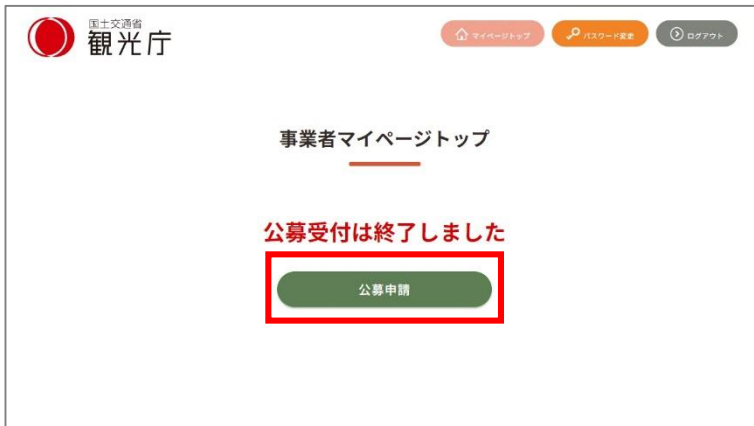 国土交通省
観光庁
マイページトップ
パスワード変更
ログアウト
事業者マイページトップ
公募受付は終了しました
公募申請